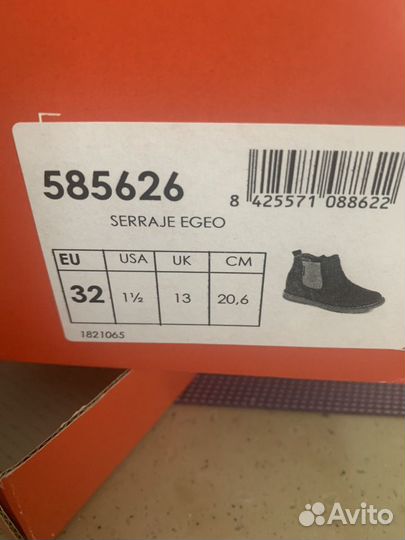 585626
SERRAJE EGEO
8 425571 088622
EU USA UK CM
32 1½ 13 20,6
1821065
Avito